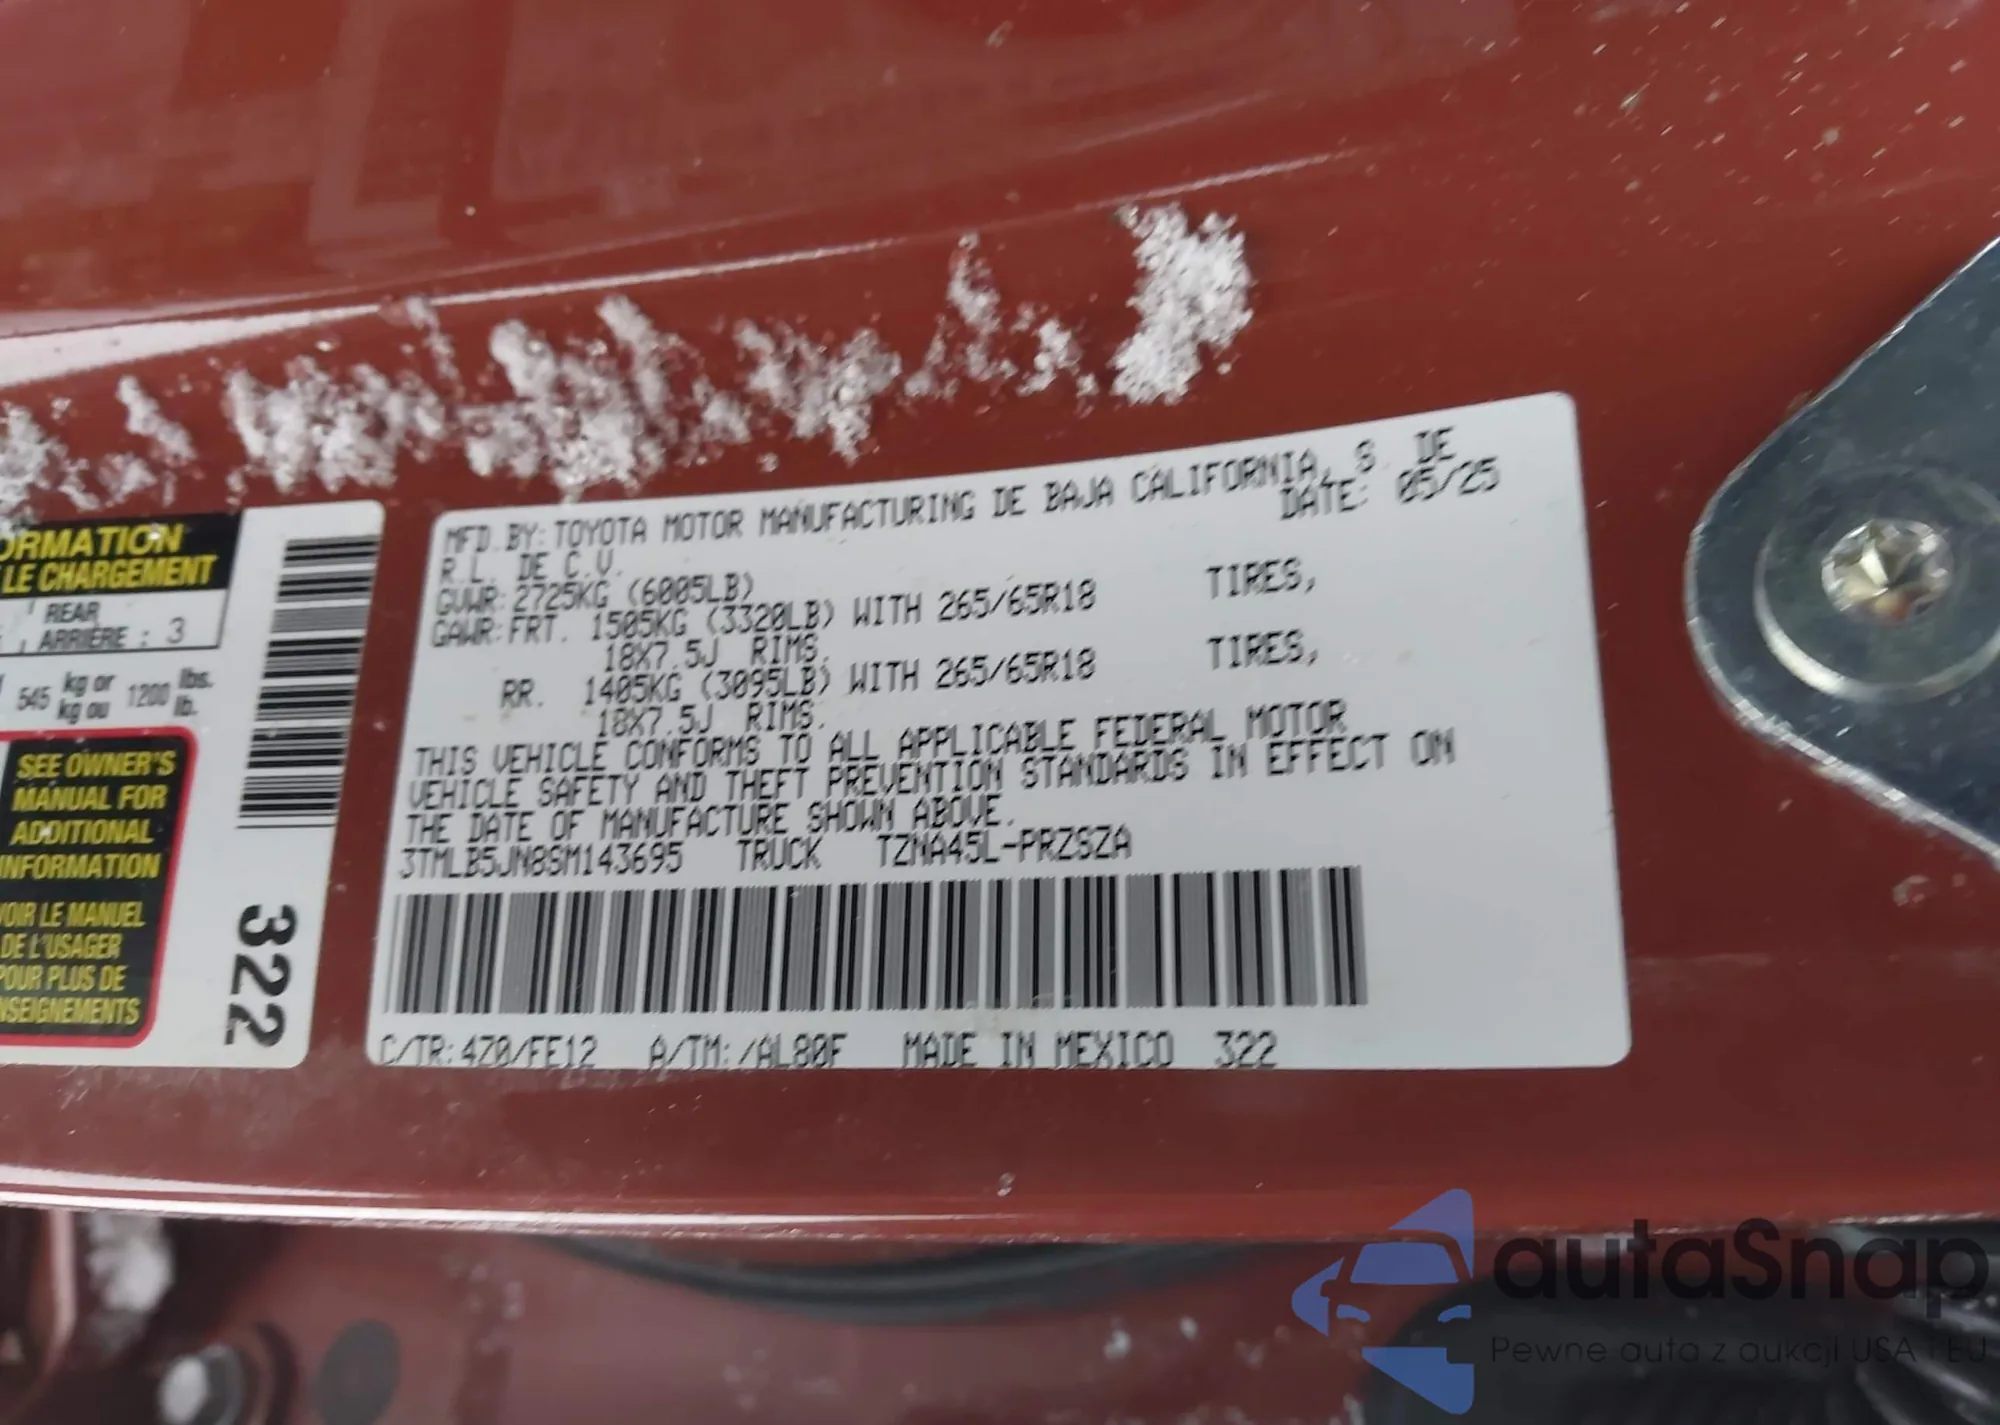 ORMATION
LE CHARGEMENT
REAR
ARRIÈRE : 3
545 kg or kg ou 1200 lbs. lb.
SEE OWNER'S
MANUAL FOR
ADDITIONAL
INFORMATION
VOIR LE MANUEL
DE L'USAGER
POUR PLUS DE
NSEIGNEMENTS
322
MFD. BY: TOYOTA MOTOR MANUFACTURING DE BAJA CALIFORNIA, S. DE
R.L. DE C.V. DATE: 05/25
GVWR: 2725KG (6005LB)
GAWR: FRT. 1505KG (3320LB) WITH 265/65R18 TIRES,
18X7.5J RIMS.
RR. 1405KG (3095LB) WITH 265/65R18 TIRES,
18X7.5J RIMS.
THIS VEHICLE CONFORMS TO ALL APPLICABLE FEDERAL MOTOR
VEHICLE SAFETY AND THEFT PREVENTION STANDARDS IN EFFECT ON
THE DATE OF MANUFACTURE SHOWN ABOVE.
3TMLB5JN8SM143695 TRUCK TZNA45L-PRZSZA
C/TR: 4Z0/FE12 A/TM: /AL80F MADE IN MEXICO 322
autaSnap
Pewne auta z aukcji USA i EU